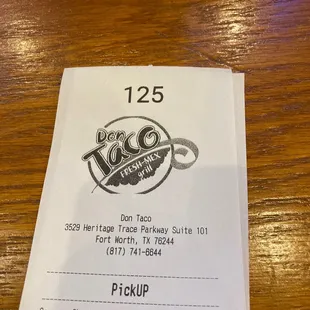 125
Don
Taco
FRESH-MEX
grill
Don Taco
3529 Heritage Trace Parkway Suite 101
Fort Worth, TX 76244
(817) 741-6644
PickUP